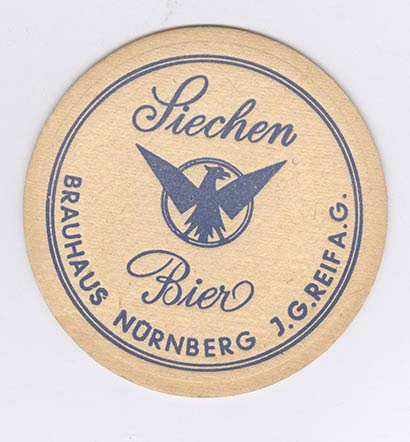 Siechen
Bier
BRAUHAUS NÜRNBERG J.G.REIF A.G.